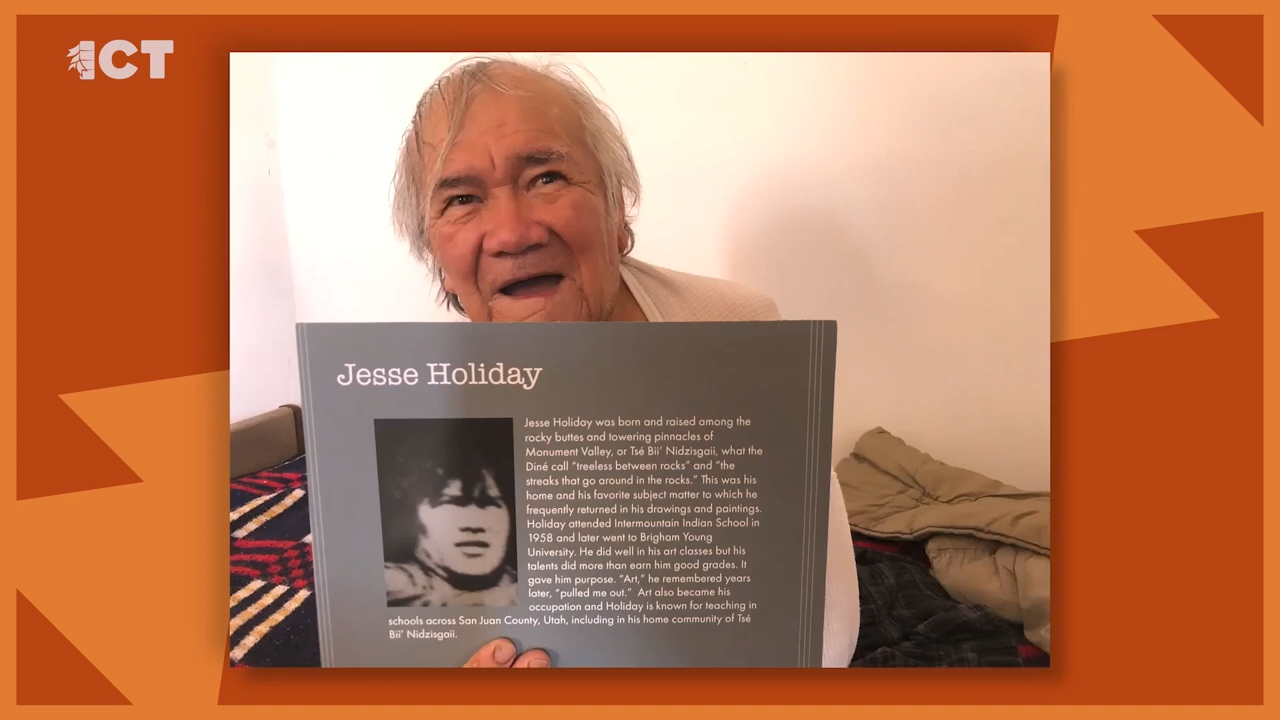 ICT
Jesse Holiday
Jesse Holiday was born and raised among the
rocky buttes and towering pinnacles of
Monument Valley, or Tsé Bii' Nidzisgaii, what the
Diné call "treeless between rocks" and "the
streaks that go around in the rocks." This was his
home and his favorite subject matter to which he
frequently returned in his drawings and paintings.
Holiday attended Intermountain Indian School in
1958 and later went to Brigham Young
University. He did well in his art classes but his
talents did more than earn him good grades. It
gave him purpose. "Art," he remembered years
later, "pulled me out." Art also became his
occupation and Holiday is known for teaching in
schools across San Juan County, Utah, including in his home community of Tsé
Bii' Nidzisgaii.